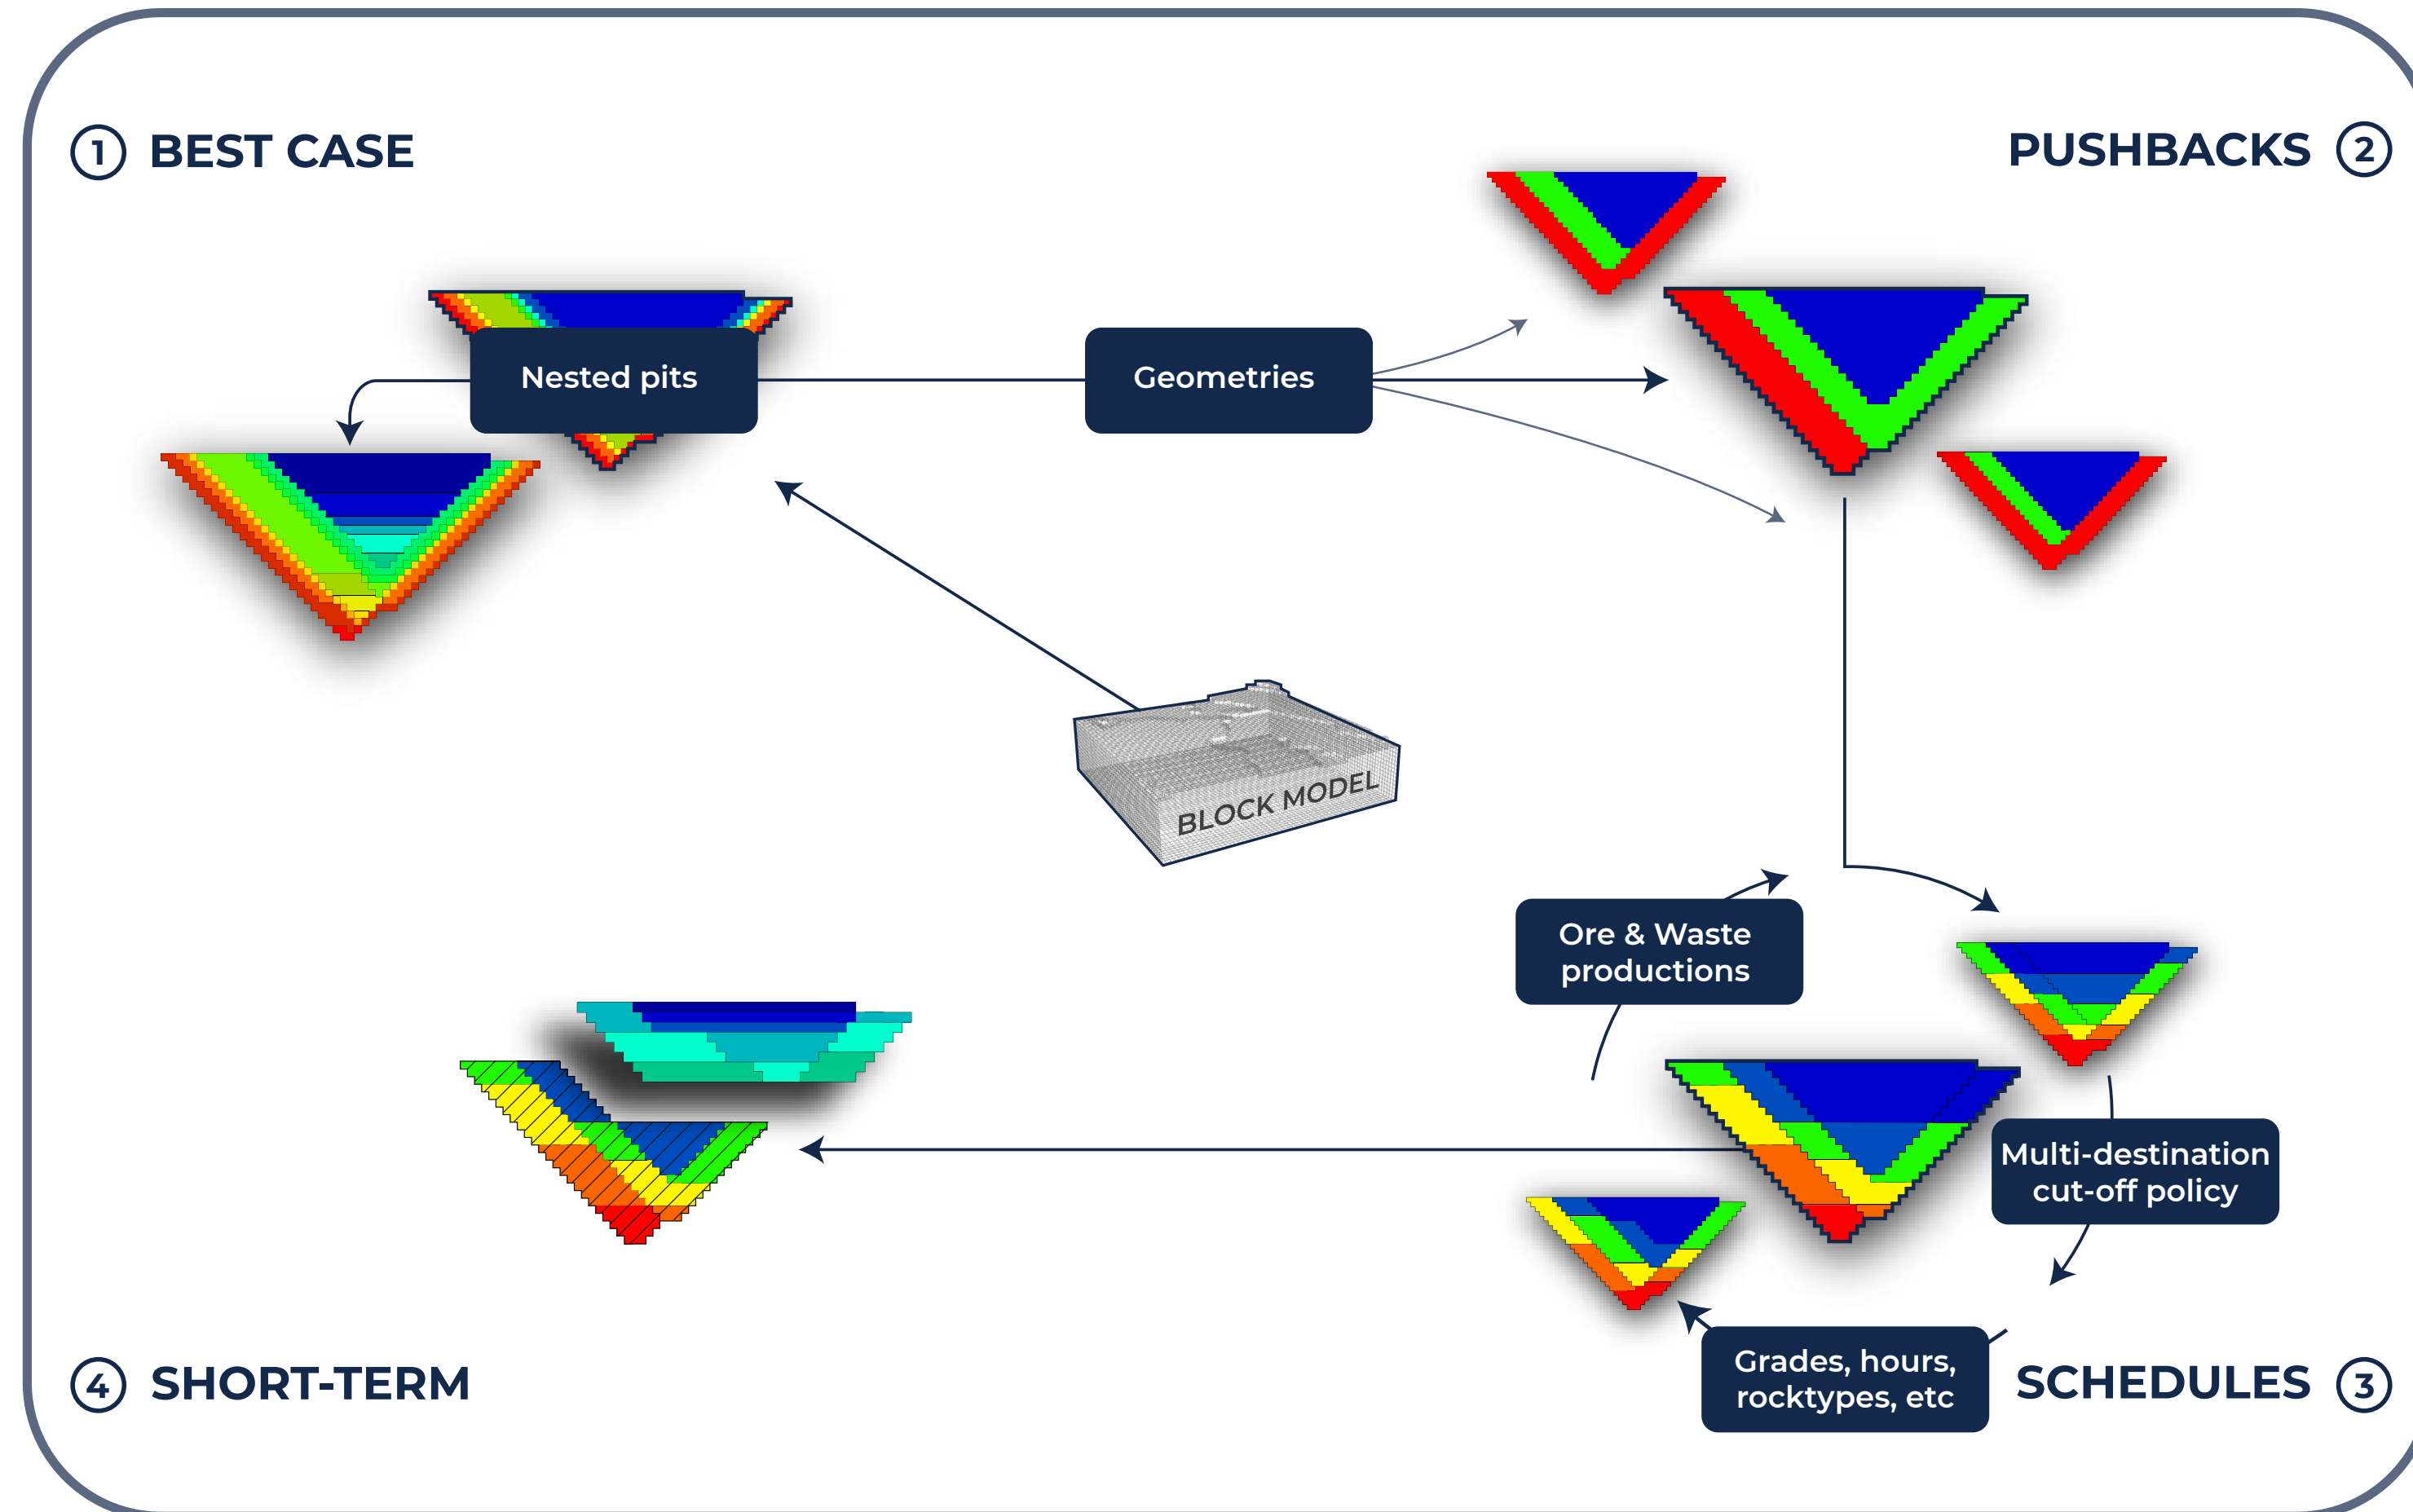 1 BEST CASE
PUSHBACKS 2
Nested pits
Geometries
BLOCK MODEL
Ore & Waste
productions
Multi-destination
cut-off policy
Grades, hours,
rocktypes, etc
4 SHORT-TERM
SCHEDULES 3